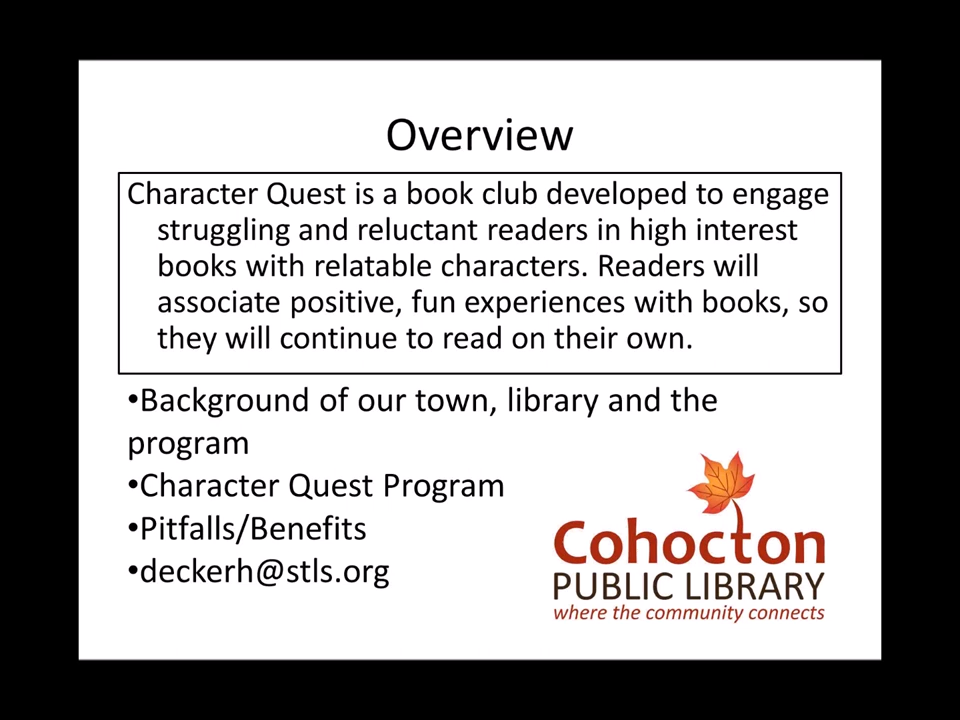 Overview
Character Quest is a book club developed to engage
struggling and reluctant readers in high interest
books with relatable characters. Readers will
associate positive, fun experiences with books, so
they will continue to read on their own.
•Background of our town, library and the
program
•Character Quest Program
•Pitfalls/Benefits
•deckerh@stls.org
Cohocton
PUBLIC LIBRARY
where the community connects